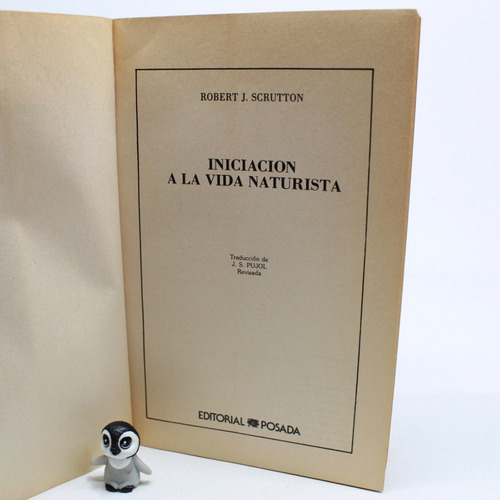 ROBERT J. SCRUTTON
INICIACION
A LA VIDA NATURISTA
Traducción de
J. S. PUJOL
Revisada
EDITORIAL POSADA